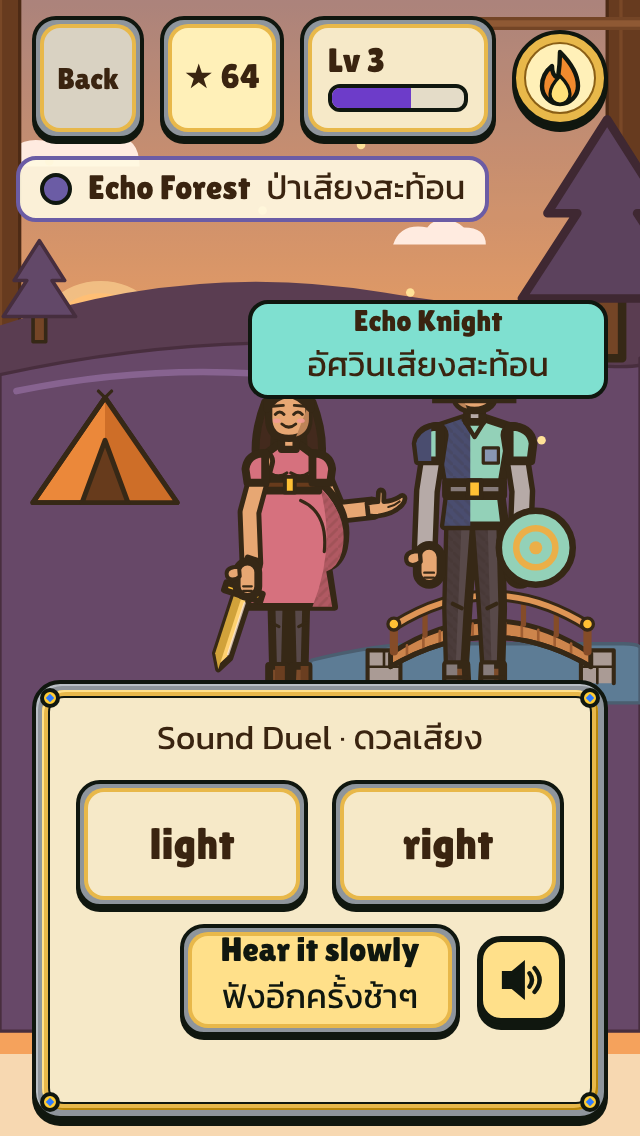 Back
★ 64
Lv 3
Echo Forest ป่าเสียงสะท้อน
Echo Knight
อัศวินเสียงสะท้อน
Sound Duel · ดวลเสียง
light
right
Hear it slowly
ฟังอีกครั้งช้าๆ